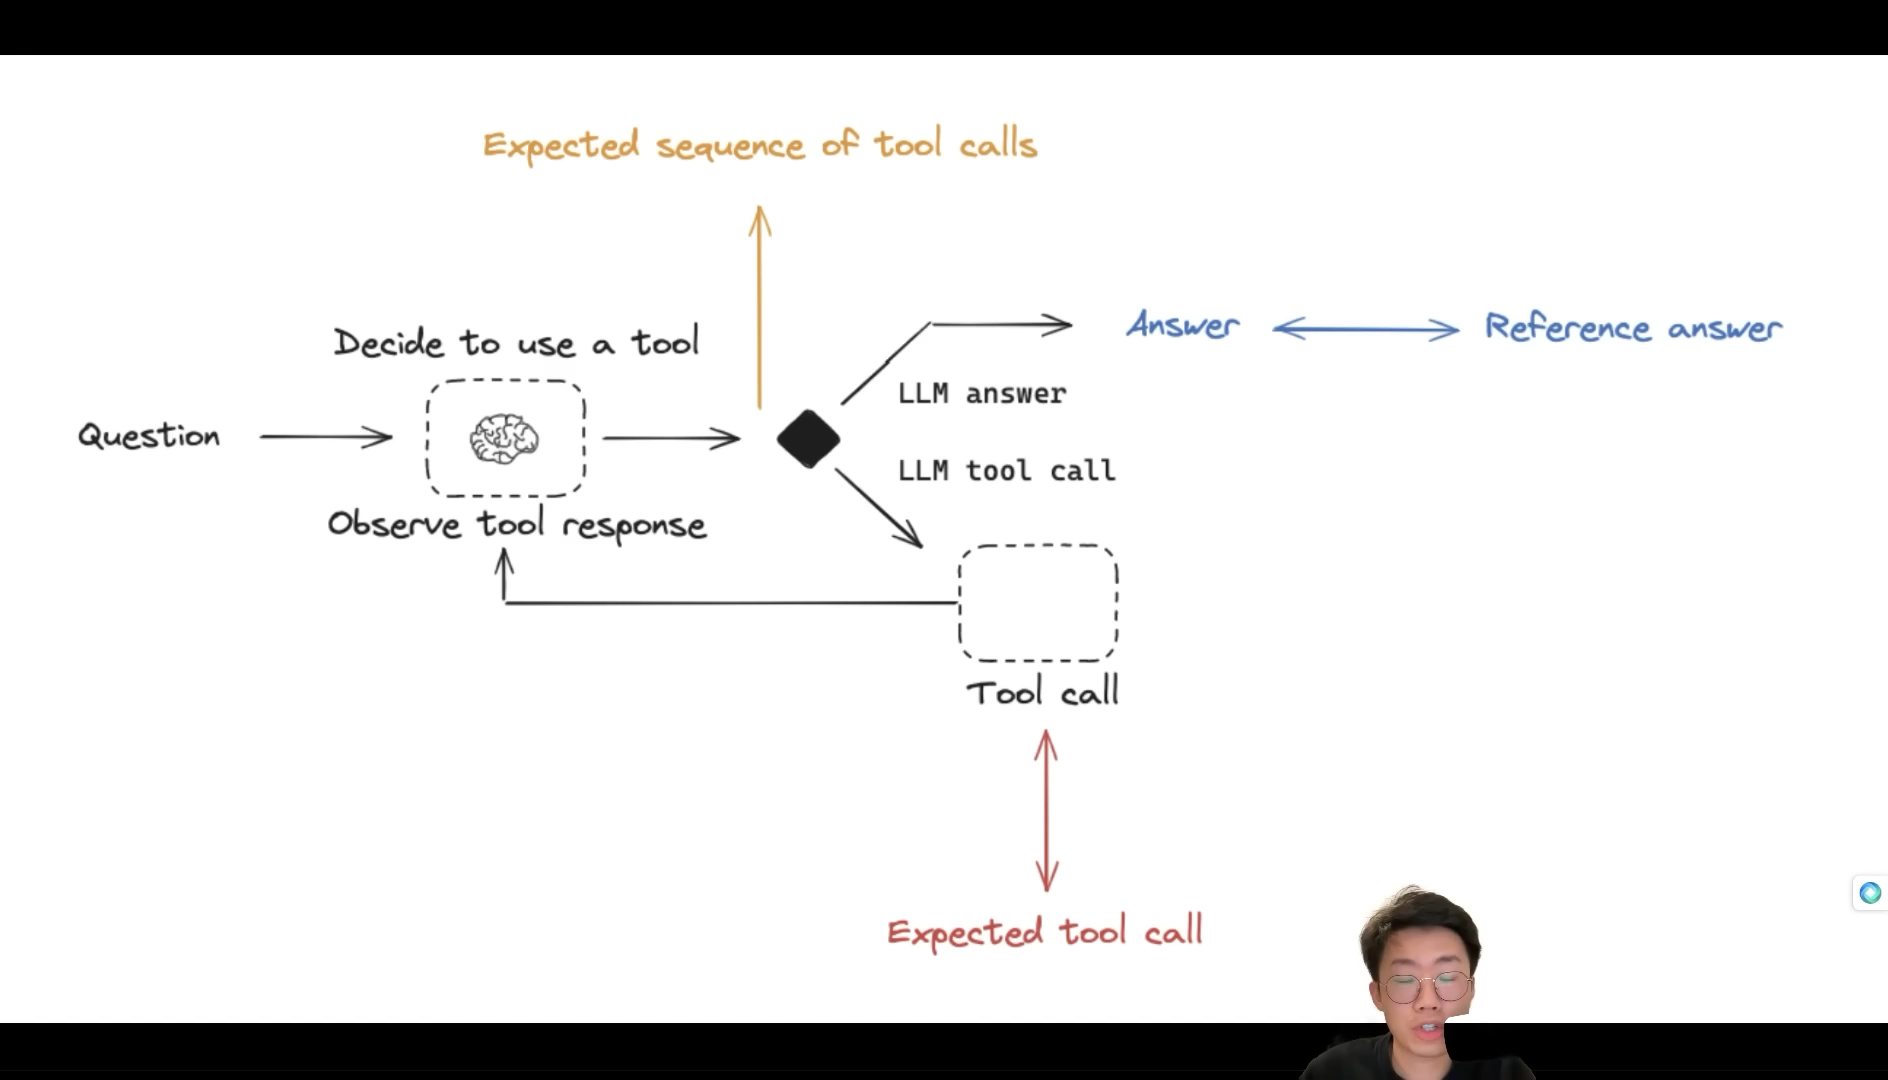 Expected sequence of tool calls
Decide to use a tool
Answer
Reference answer
LLM answer
Question
LLM tool call
Observe tool response
Tool call
Expected tool call